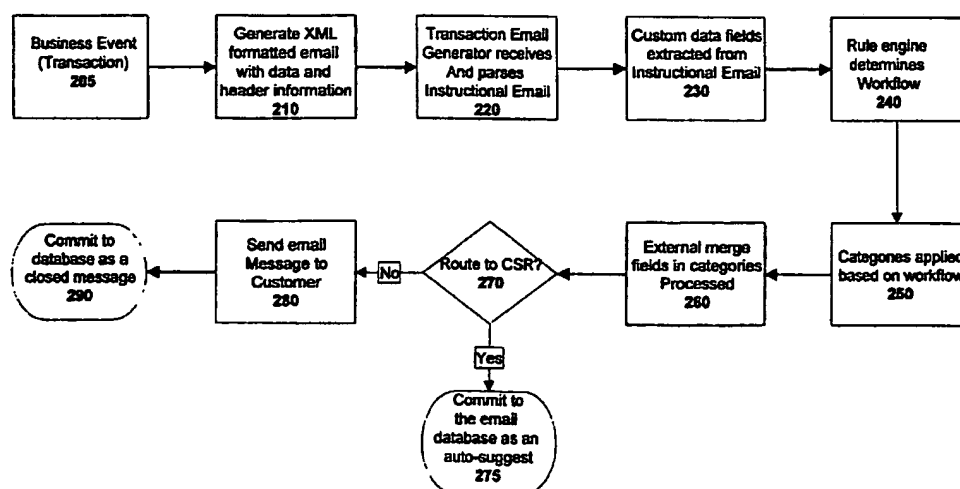 Business Event
(Transaction)
205
Generate XML
formatted email
with data and
header information
210
Transaction Email
Generator receives
And parses
Instructional Email
220
Custom data fields
extracted from
Instructional Email
230
Rule engine
determines
Workflow
240
Categories applied
based on workflow
250
External merge
fields in categories
Processed
260
Route to CSR?
270
No
Send email
Message to
Customer
280
Commit to
database as a
closed message
290
Yes
Commit to
the email
database as an
auto-suggest
275